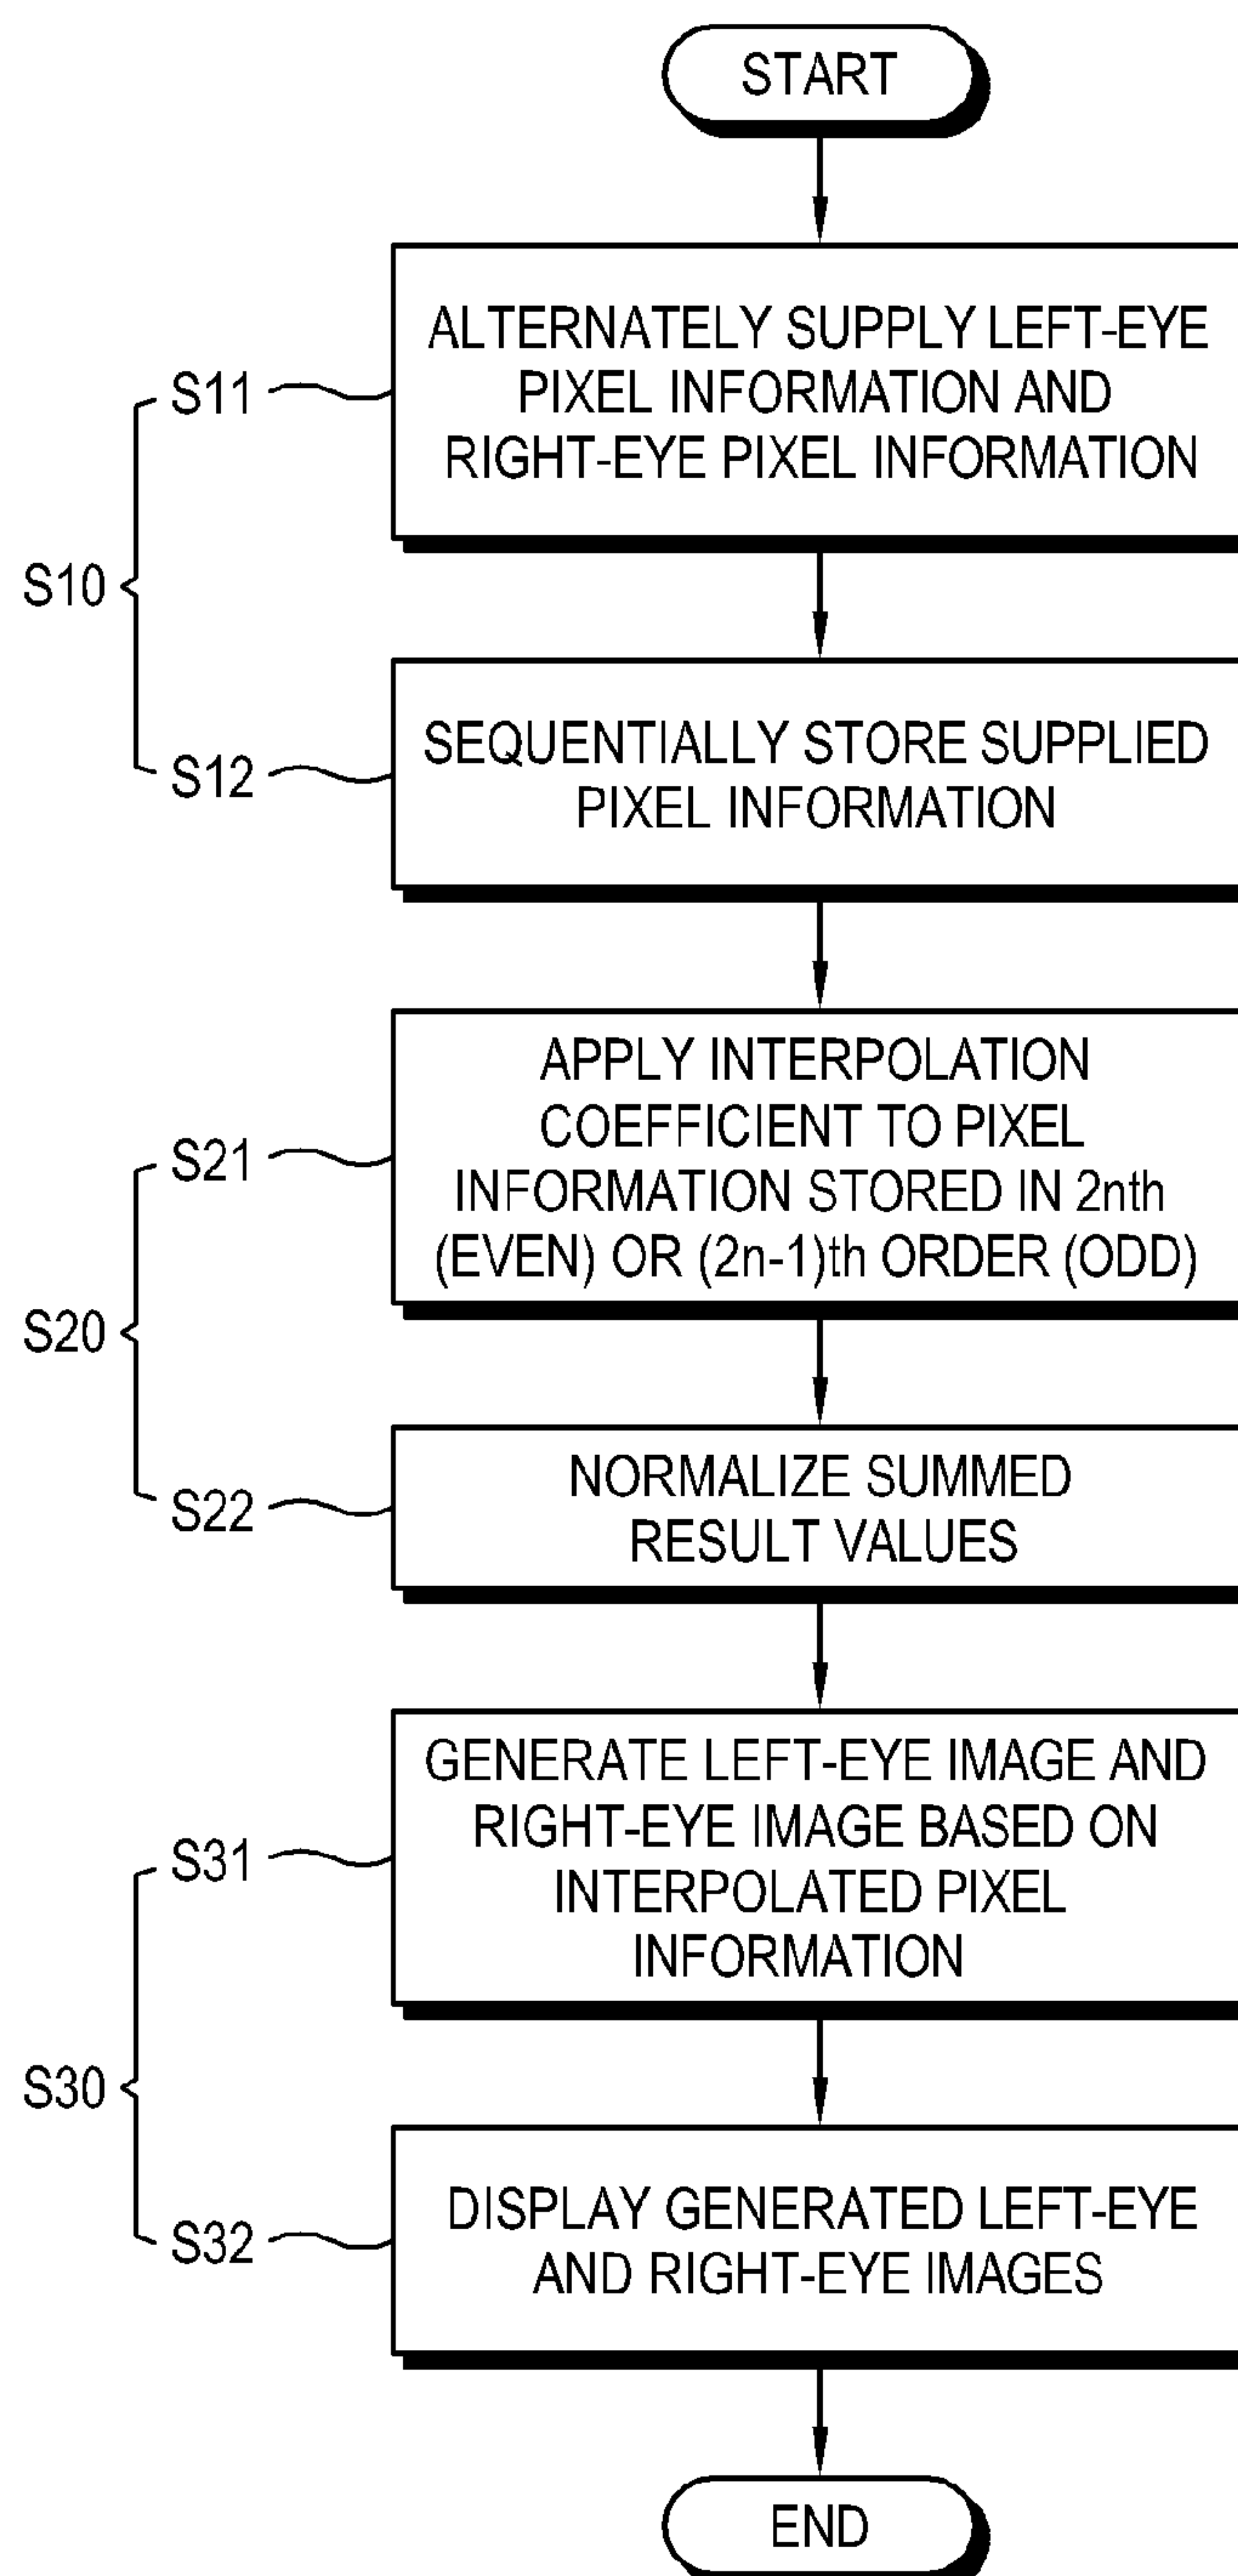 START
S10
S11
ALTERNATELY SUPPLY LEFT-EYE
PIXEL INFORMATION AND
RIGHT-EYE PIXEL INFORMATION
S12
SEQUENTIALLY STORE SUPPLIED
PIXEL INFORMATION
S20
S21
APPLY INTERPOLATION
COEFFICIENT TO PIXEL
INFORMATION STORED IN 2nth
(EVEN) OR (2n-1)th ORDER (ODD)
S22
NORMALIZE SUMMED
RESULT VALUES
S30
S31
GENERATE LEFT-EYE IMAGE AND
RIGHT-EYE IMAGE BASED ON
INTERPOLATED PIXEL
INFORMATION
S32
DISPLAY GENERATED LEFT-EYE
AND RIGHT-EYE IMAGES
END